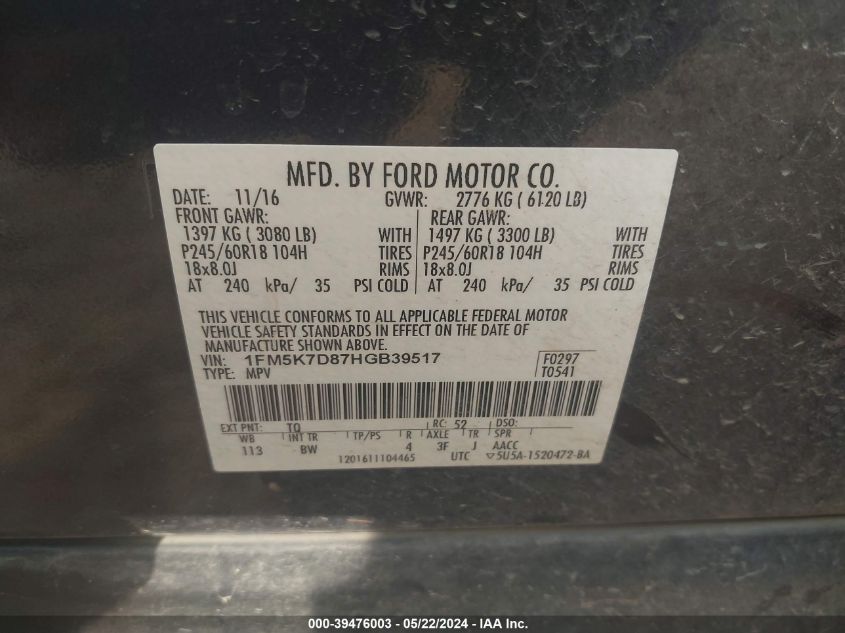 MFD. BY FORD MOTOR CO.
DATE: 11/16 GVWR: 2776 KG ( 6120 LB)
FRONT GAWR: REAR GAWR:
1397 KG ( 3080 LB) WITH 1497 KG ( 3300 LB) WITH
P245/60R18 104H TIRES P245/60R18 104H TIRES
18x8.0J RIMS 18x8.0J RIMS
AT 240 kPa/ 35 PSI COLD AT 240 kPa/ 35 PSI COLD
THIS VEHICLE CONFORMS TO ALL APPLICABLE FEDERAL MOTOR
VEHICLE SAFETY STANDARDS IN EFFECT ON THE DATE OF
MANUFACTURE SHOWN ABOVE.
VIN: 1FM5K7D87HGB39517 F0297
TYPE: MPV T0541
EXT PNT: TQ RC: 52 DSO:
WB INT TR TP/PS R AXLE TR SPR
113 BW 4 3F J AACC
1201611104465 UTC ▽5U5A-1520472-BA
000-39476003 - 05/22/2024 - IAA Inc.